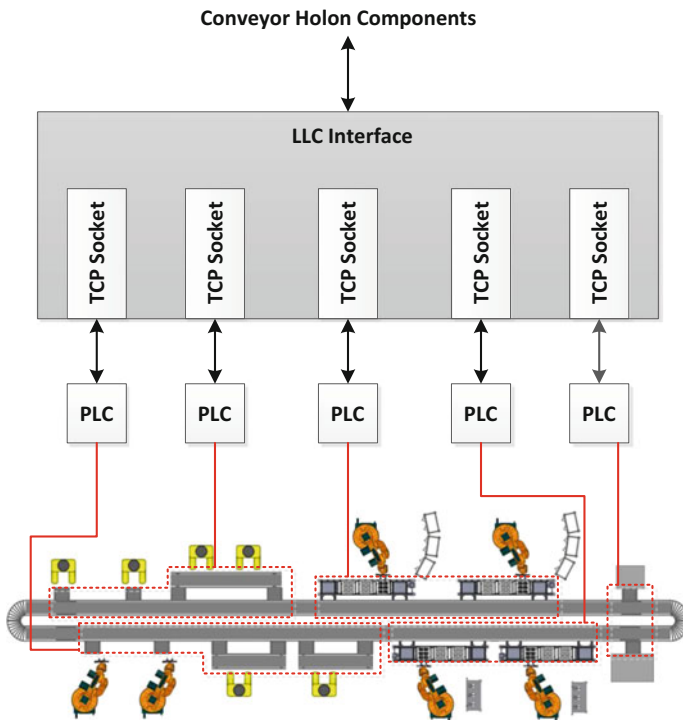 Conveyor Holon Components
LLC Interface
TCP Socket
TCP Socket
TCP Socket
TCP Socket
TCP Socket
PLC
PLC
PLC
PLC
PLC